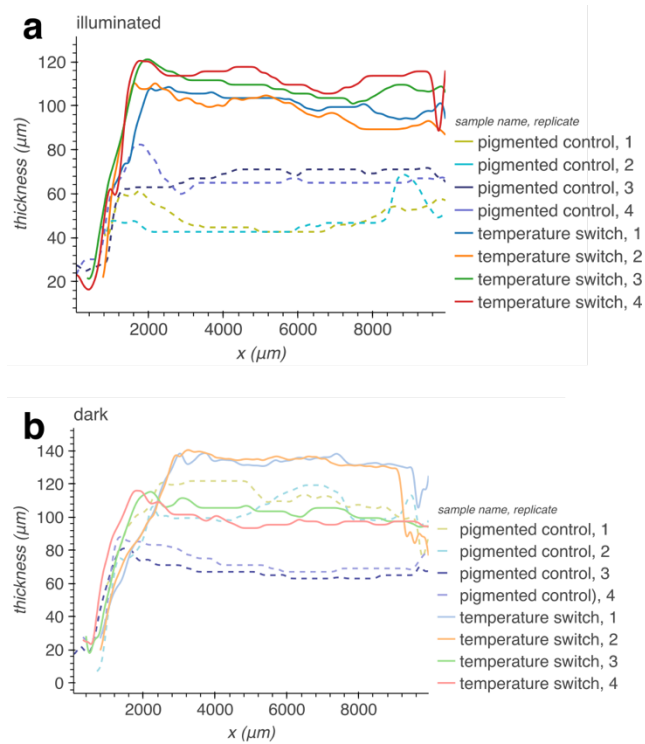 a
illuminated
120
100
80
60
40
20
thickness (µm)
2000 4000 6000 8000
x (µm)
sample name, replicate
pigmented control, 1
pigmented control, 2
pigmented control, 3
pigmented control, 4
temperature switch, 1
temperature switch, 2
temperature switch, 3
temperature switch, 4
b
dark
140
120
100
80
60
40
20
0
thickness (µm)
2000 4000 6000 8000
x (µm)
sample name, replicate
pigmented control, 1
pigmented control, 2
pigmented control, 3
pigmented control), 4
temperature switch, 1
temperature switch, 2
temperature switch, 3
temperature switch, 4